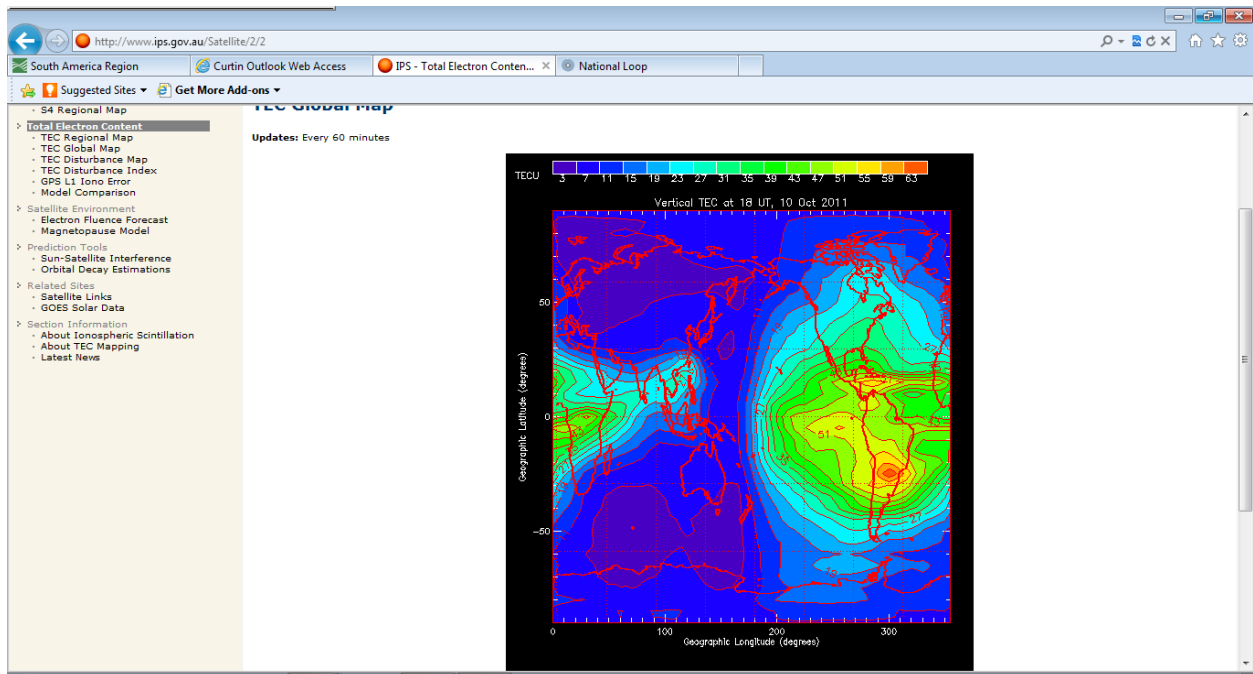 http://www.ips.gov.au/Satellite/2/2
South America Region
Curtin Outlook Web Access
IPS - Total Electron Conten...
National Loop
Suggested Sites
Get More Add-ons
S4 Regional Map
Total Electron Content
TEC Regional Map
TEC Global Map
TEC Disturbance Map
TEC Disturbance Index
GPS L1 Iono Error
Model Comparison
Satellite Environment
Electron Fluence Forecast
Magnetopause Model
Prediction Tools
Sun-Satellite Interference
Orbital Decay Estimations
Related Sites
Satellite Links
GOES Solar Data
Section Information
About Ionospheric Scintillation
About TEC Mapping
Latest News
TEC Global Map
Updates: Every 60 minutes
TECU 3 7 11 15 19 23 27 31 35 39 43 47 51 55 59 63
Vertical TEC at 18 UT, 10 Oct 2011
Geographic Latitude (degrees)
50
0
-50
27
43
51
35
27
19
0 100 200 300
Geographic Longitude (degrees)